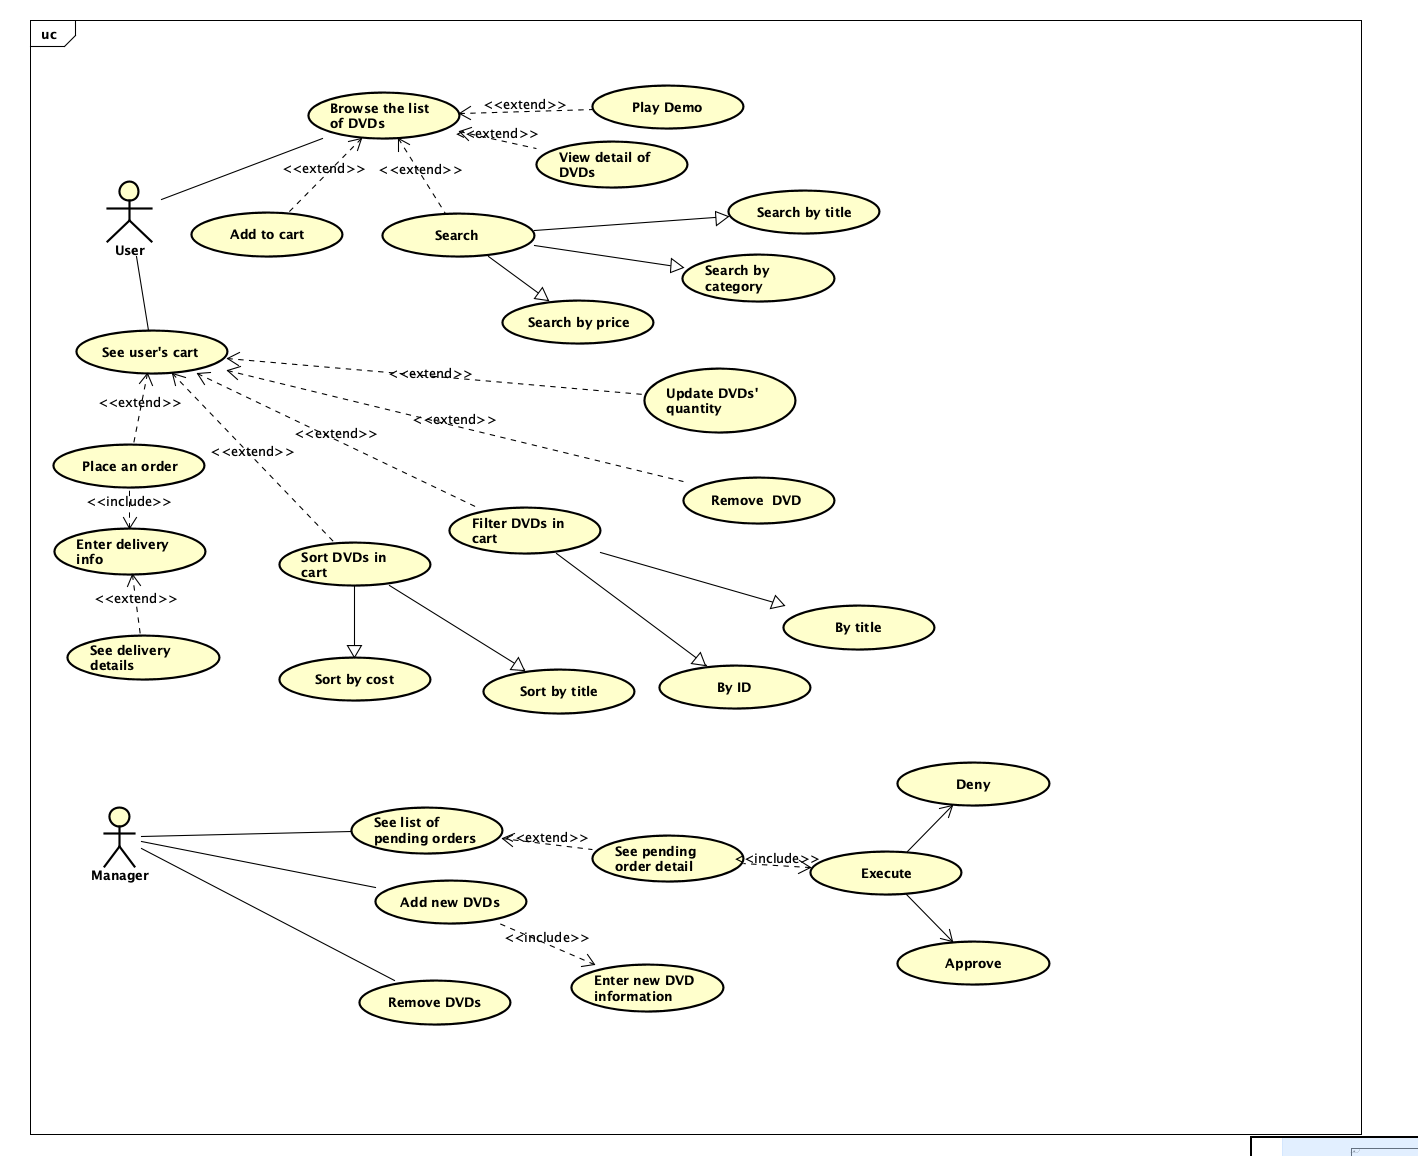 uc
Browse the list
of DVDs
<<extend>>
Play Demo
<<extend>>
View detail of
DVDs
<<extend>>
<<extend>>
User
Add to cart
Search
Search by title
Search by
category
Search by price
See user's cart
<<extend>>
Update DVDs'
quantity
<<extend>>
<<extend>>
<<extend>>
<<extend>>
Place an order
Remove  DVD
<<include>>
Filter DVDs in
cart
Enter delivery
info
Sort DVDs in
cart
<<extend>>
By title
See delivery
details
Sort by cost
Sort by title
By ID
Deny
See list of
pending orders
<<extend>>
See pending
order detail
<<include>>
Execute
Manager
Add new DVDs
<<include>>
Approve
Enter new DVD
information
Remove DVDs